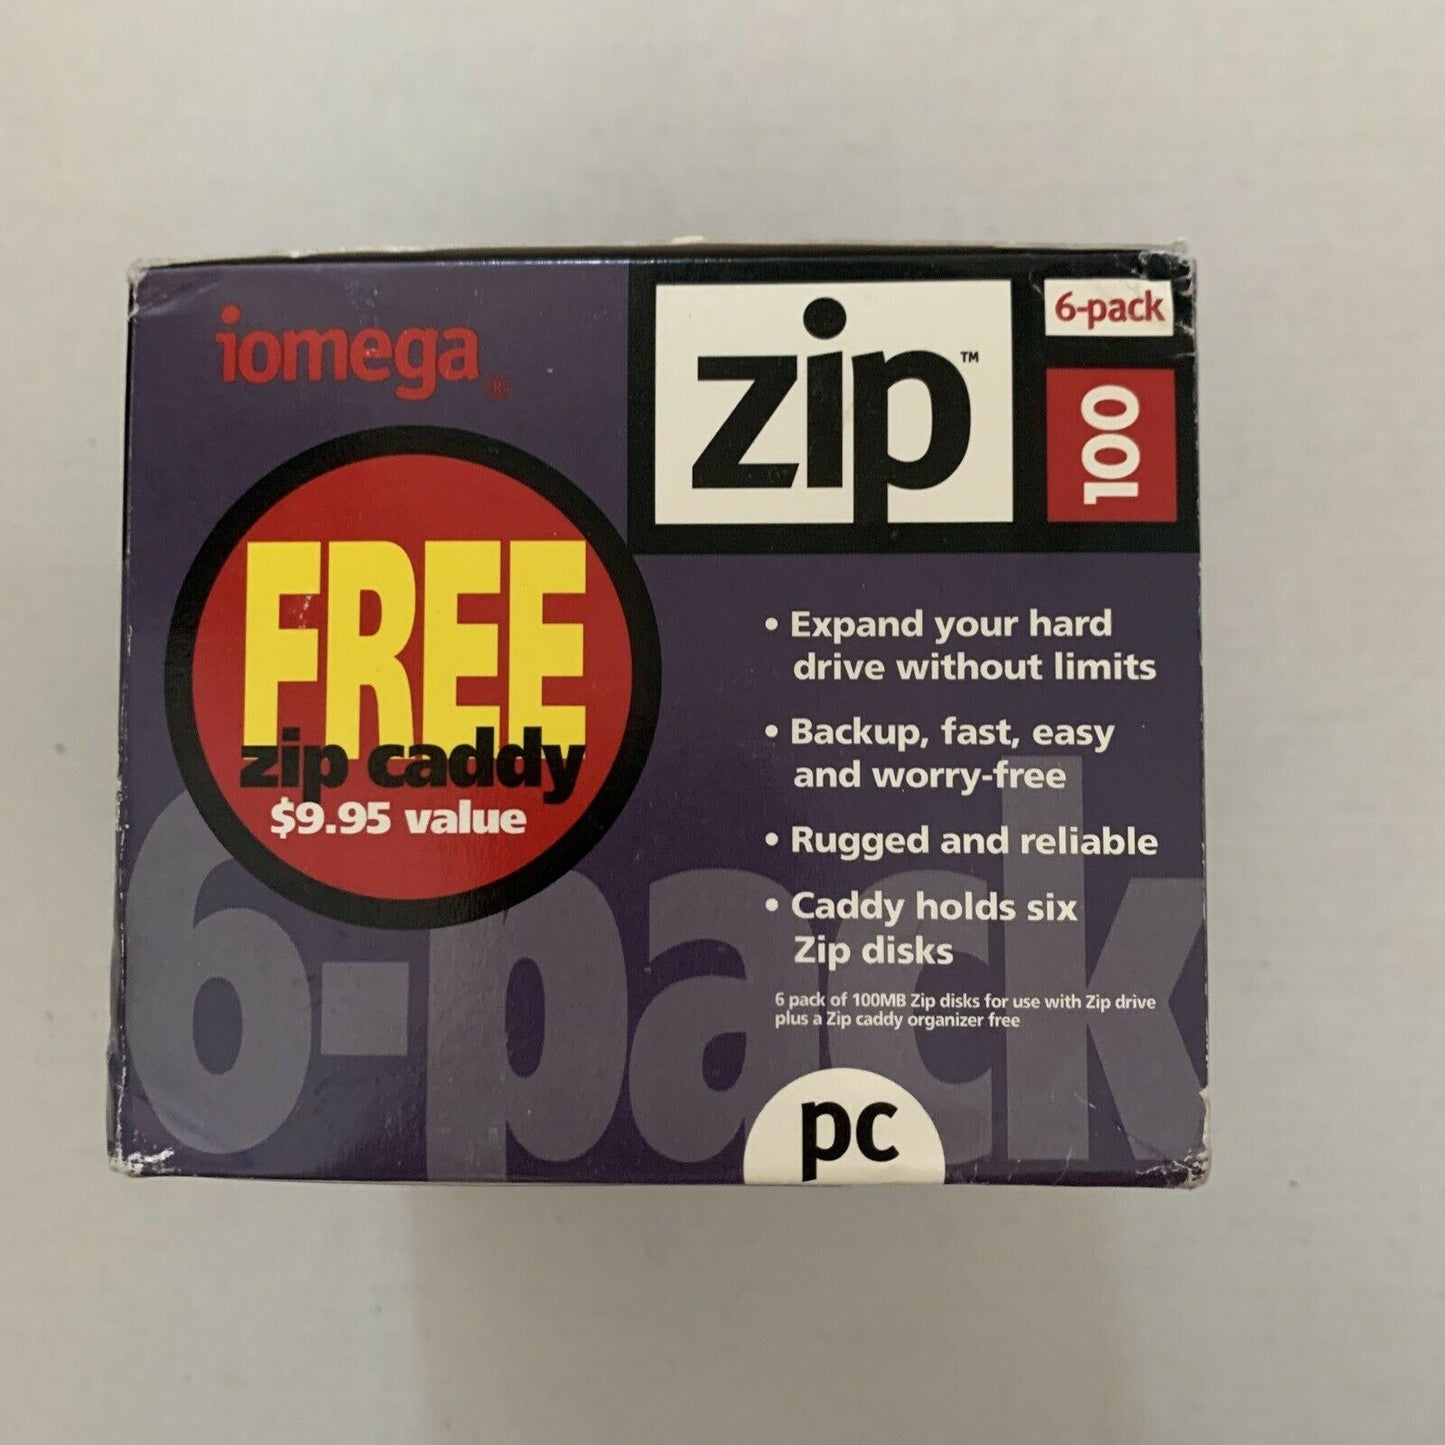 iomega®
zip™
6-pack
100
FREE
zip caddy
$9.95 value
• Expand your hard
drive without limits
• Backup, fast, easy
and worry-free
• Rugged and reliable
• Caddy holds six
Zip disks
6 pack of 100MB Zip disks for use with Zip drive
plus a Zip caddy organizer free
6-pack
pc